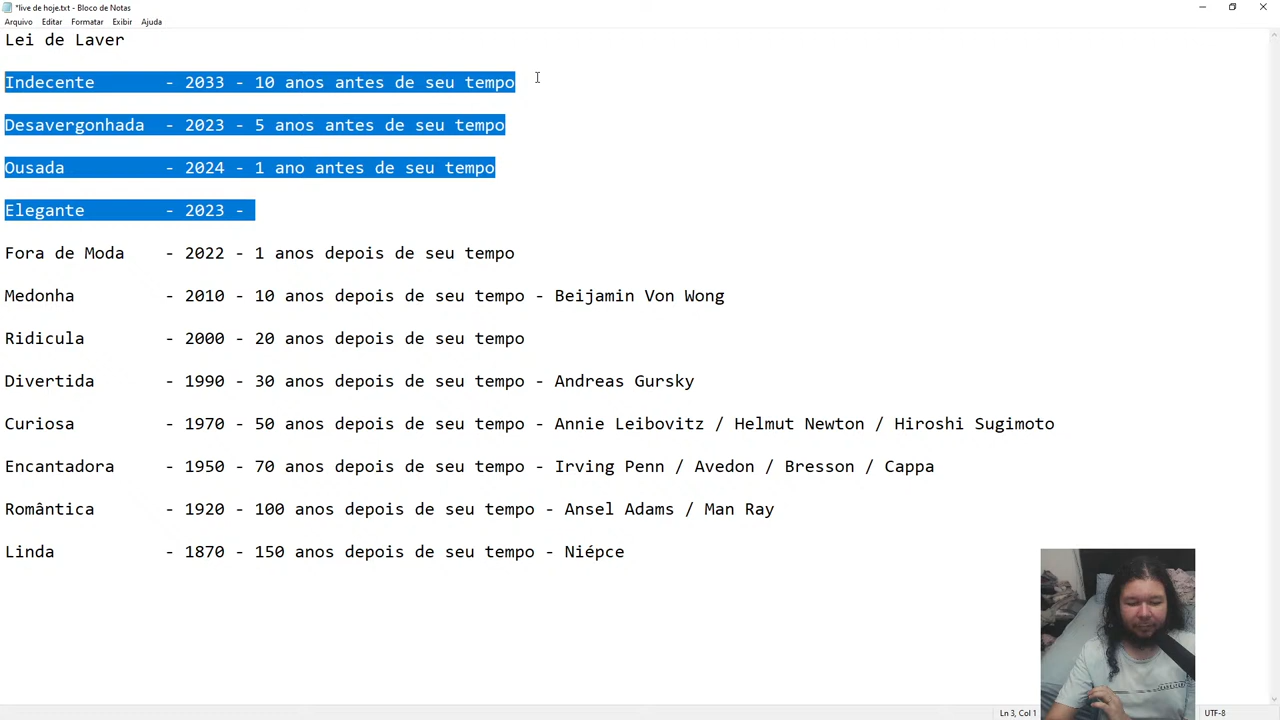 *live de hoje.txt - Bloco de Notas
Arquivo Editar Formatar Exibir Ajuda
Lei de Laver
Indecente - 2033 - 10 anos antes de seu tempo
Desavergonhada - 2023 - 5 anos antes de seu tempo
Ousada - 2024 - 1 ano antes de seu tempo
Elegante - 2023 -
Fora de Moda - 2022 - 1 anos depois de seu tempo
Medonha - 2010 - 10 anos depois de seu tempo - Beijamin Von Wong
Ridicula - 2000 - 20 anos depois de seu tempo
Divertida - 1990 - 30 anos depois de seu tempo - Andreas Gursky
Curiosa - 1970 - 50 anos depois de seu tempo - Annie Leibovitz / Helmut Newton / Hiroshi Sugimoto
Encantadora - 1950 - 70 anos depois de seu tempo - Irving Penn / Avedon / Bresson / Cappa
Romântica - 1920 - 100 anos depois de seu tempo - Ansel Adams / Man Ray
Linda - 1870 - 150 anos depois de seu tempo - Niépce
Ln 3, Col 1 UTF-8